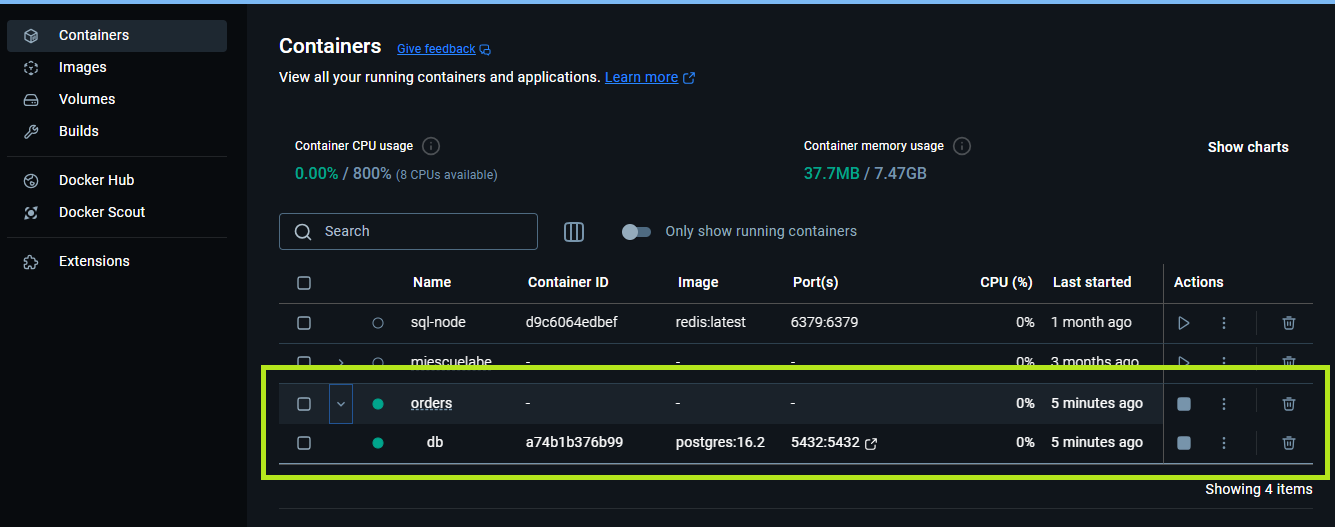 Containers
Images
Volumes
Builds
Docker Hub
Docker Scout
Extensions
Containers Give feedback
View all your running containers and applications. Learn more
Container CPU usage
0.00% / 800% (8 CPUs available)
Container memory usage
37.7MB / 7.47GB
Show charts
Search
Only show running containers
Name Container ID Image Port(s) CPU (%) Last started Actions
sql-node d9c6064edbef redis:latest 6379:6379 0% 1 month ago
miescuelabe - - - 0% 3 months ago
orders - - - 0% 5 minutes ago
db a74b1b376b99 postgres:16.2 5432:5432 0% 5 minutes ago
Showing 4 items